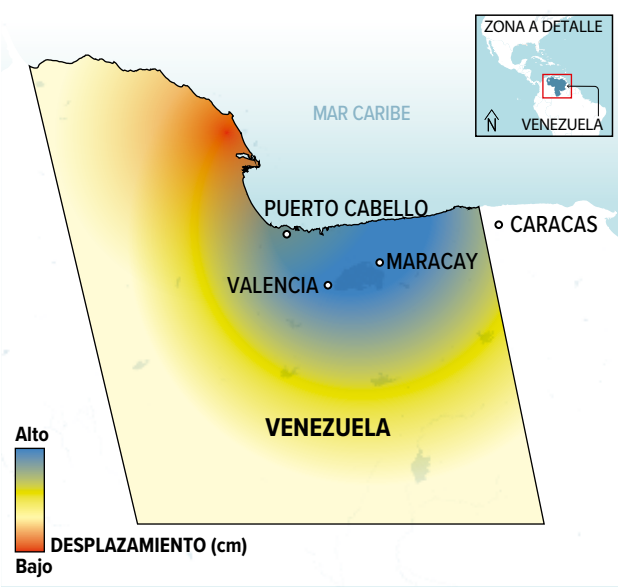 ZONA A DETALLE
N
VENEZUELA
MAR CARIBE
PUERTO CABELLO
CARACAS
MARACAY
VALENCIA
VENEZUELA
Alto
DESPLAZAMIENTO (cm)
Bajo